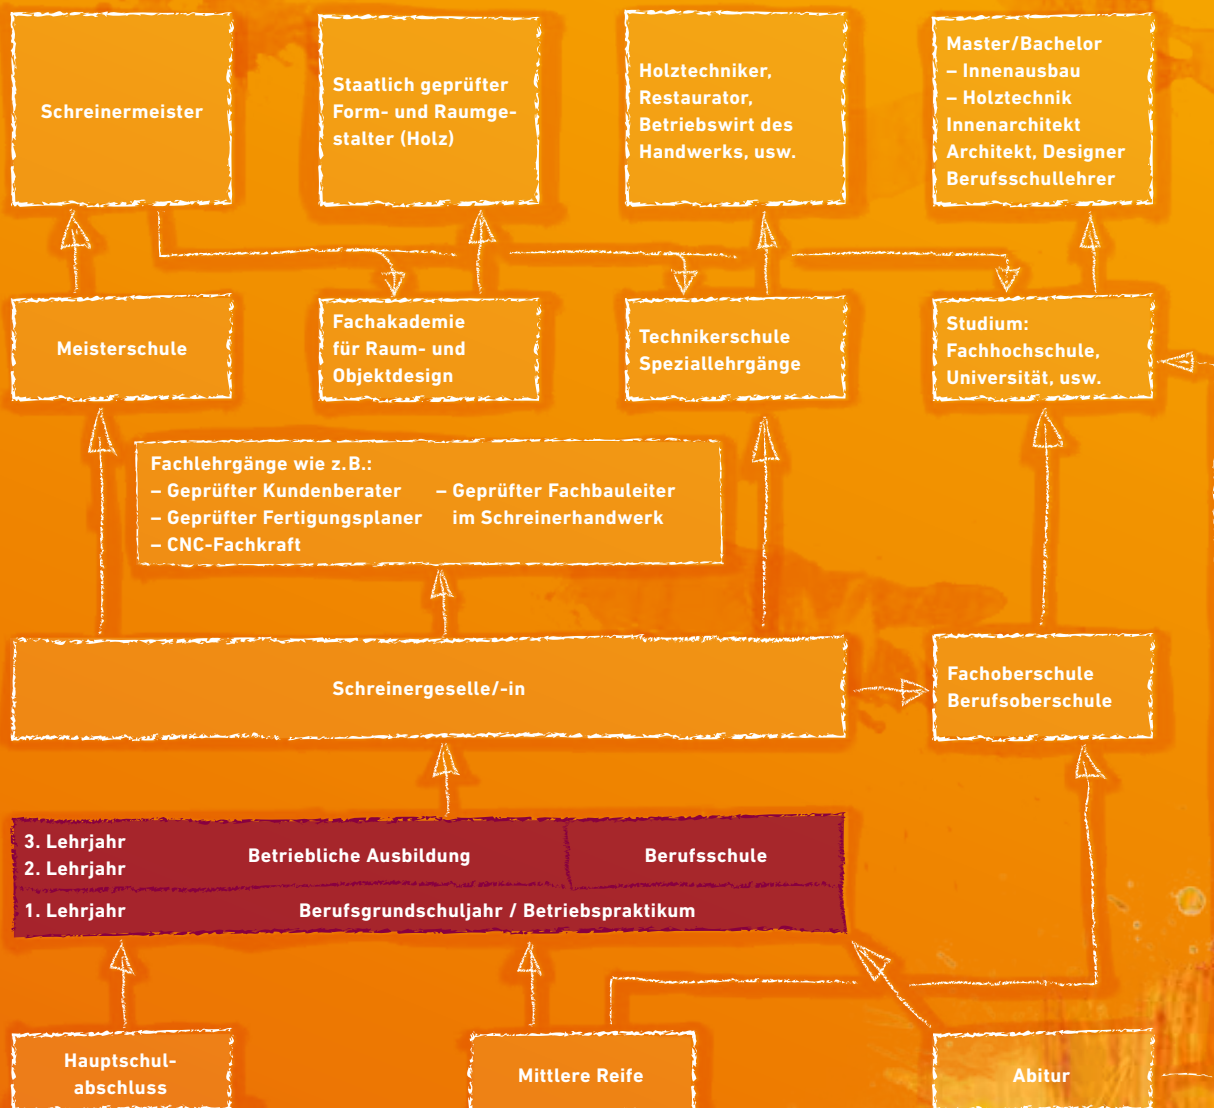 Schreinermeister
Staatlich geprüfter
Form- und Raumge-
stalter (Holz)
Holztechniker,
Restaurator,
Betriebswirt des
Handwerks, usw.
Master/Bachelor
– Innenausbau
– Holztechnik
Innenarchitekt
Architekt, Designer
Berufsschullehrer
Meisterschule
Fachakademie
für Raum- und
Objektdesign
Technikerschule
Speziallehrgänge
Studium:
Fachhochschule,
Universität, usw.
Fachlehrgänge wie z.B.:
– Geprüfter Kundenberater
– Geprüfter Fertigungsplaner
– CNC-Fachkraft
– Geprüfter Fachbauleiter
im Schreinerhandwerk
Schreinergeselle/-in
Fachoberschule
Berufsoberschule
3. Lehrjahr
2. Lehrjahr
Betriebliche Ausbildung
Berufsschule
1. Lehrjahr
Berufsgrundschuljahr / Betriebspraktikum
Hauptschul-
abschluss
Mittlere Reife
Abitur